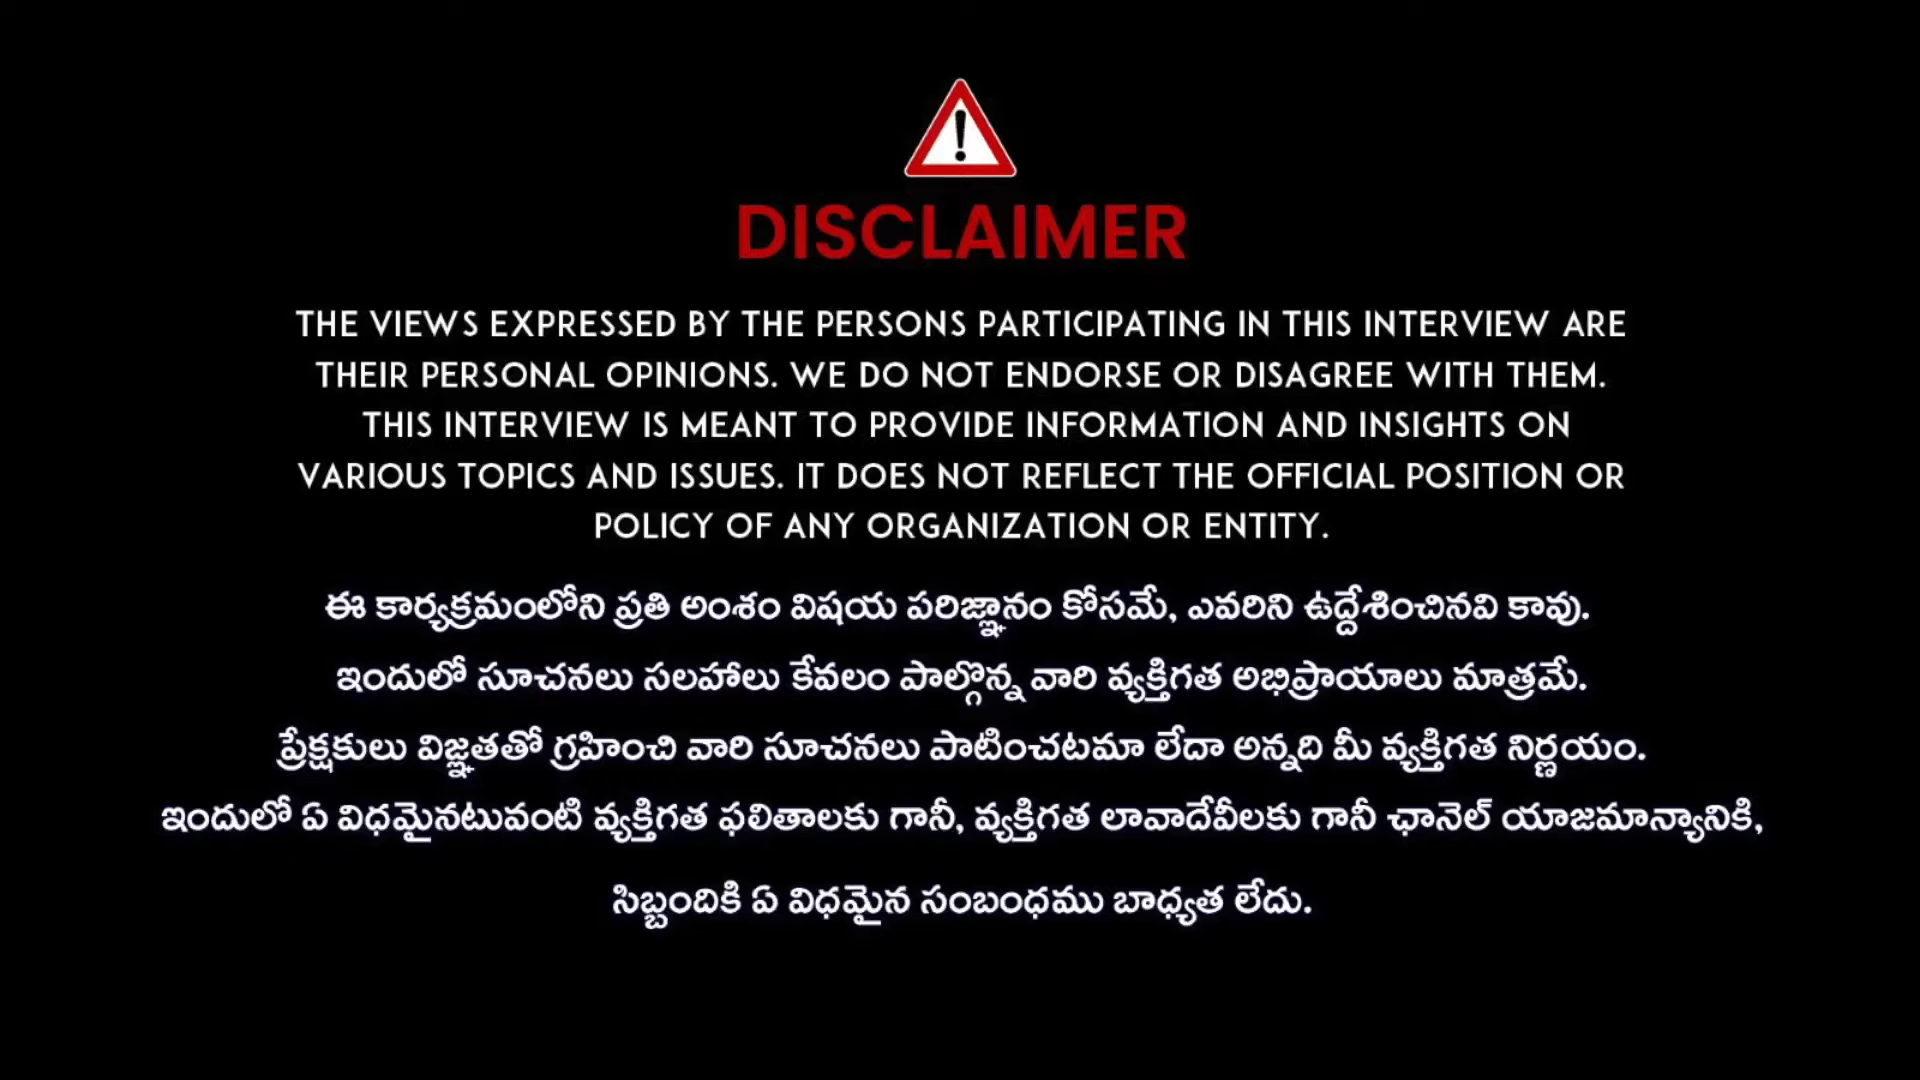 DISCLAIMER
THE VIEWS EXPRESSED BY THE PERSONS PARTICIPATING IN THIS INTERVIEW ARE
THEIR PERSONAL OPINIONS. WE DO NOT ENDORSE OR DISAGREE WITH THEM.
THIS INTERVIEW IS MEANT TO PROVIDE INFORMATION AND INSIGHTS ON
VARIOUS TOPICS AND ISSUES. IT DOES NOT REFLECT THE OFFICIAL POSITION OR
POLICY OF ANY ORGANIZATION OR ENTITY.
ఈ కార్యక్రమంలోని ప్రతి అంశం విషయ పరిజ్ఞానం కోసమే, ఎవరిని ఉద్దేశించినవి కావు.
ఇందులో సూచనలు సలహాలు కేవలం పాల్గొన్న వారి వ్యక్తిగత అభిప్రాయాలు మాత్రమే.
ప్రేక్షకులు విజ్ఞతతో గ్రహించి వారి సూచనలు పాటించటమా లేదా అన్నది మీ వ్యక్తిగత నిర్ణయం.
ఇందులో ఏ విధమైనటువంటి వ్యక్తిగత ఫలితాలకు గానీ, వ్యక్తిగత లావాదేవీలకు గానీ ఛానెల్ యాజమాన్యానికి,
సిబ్బందికి ఏ విధమైన సంబంధము బాధ్యత లేదు.